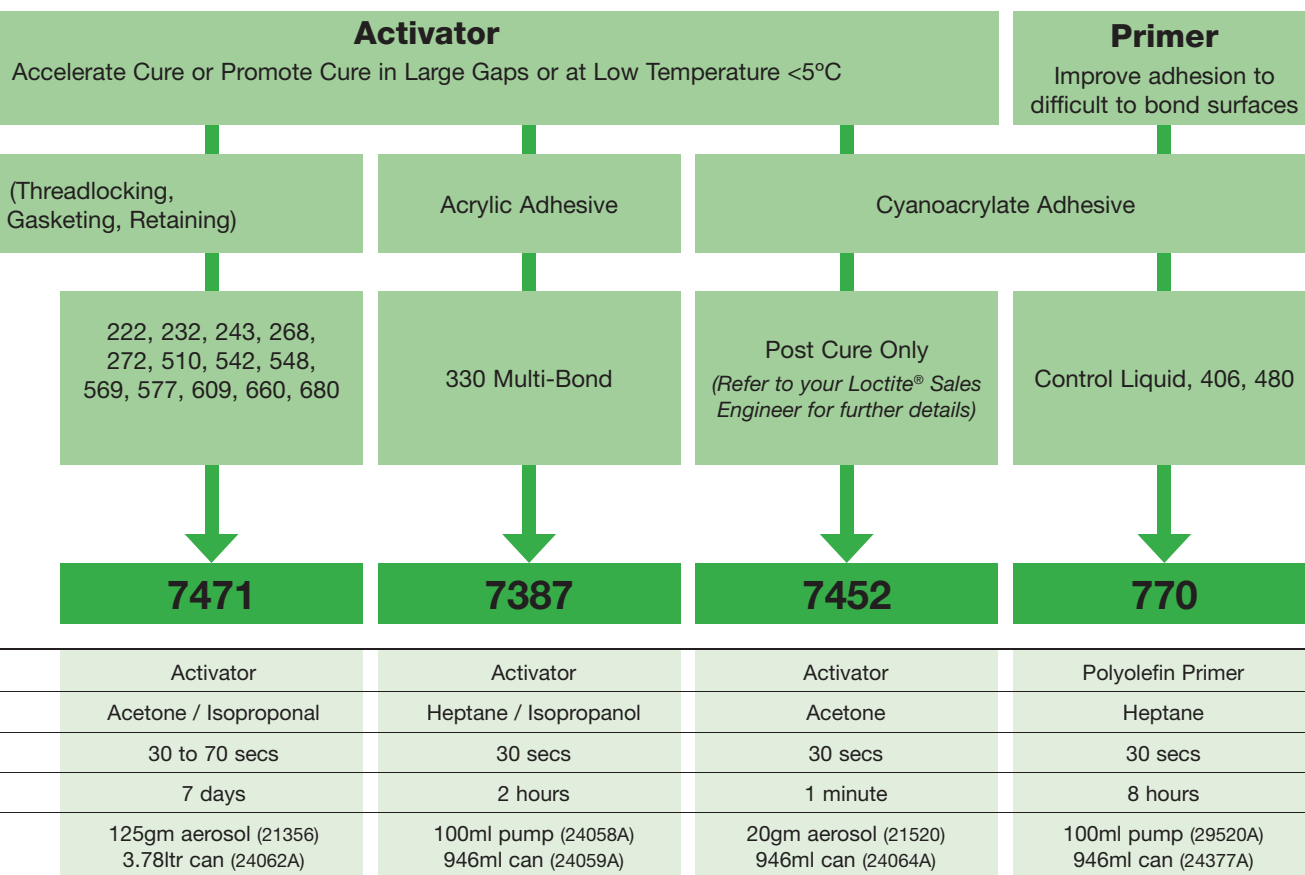 Activator
Accelerate Cure or Promote Cure in Large Gaps or at Low Temperature <5ºC
Primer
Improve adhesion to
difficult to bond surfaces
(Threadlocking,
Gasketing, Retaining)
Acrylic Adhesive
Cyanoacrylate Adhesive
222, 232, 243, 268,
272, 510, 542, 548,
569, 577, 609, 660, 680
330 Multi-Bond
Post Cure Only
(Refer to your Loctite® Sales
Engineer for further details)
Control Liquid, 406, 480
7471
7387
7452
770
Activator
Activator
Activator
Polyolefin Primer
Acetone / Isoproponal
Heptane / Isopropanol
Acetone
Heptane
30 to 70 secs
30 secs
30 secs
30 secs
7 days
2 hours
1 minute
8 hours
125gm aerosol (21356)
3.78ltr can (24062A)
100ml pump (24058A)
946ml can (24059A)
20gm aerosol (21520)
946ml can (24064A)
100ml pump (29520A)
946ml can (24377A)